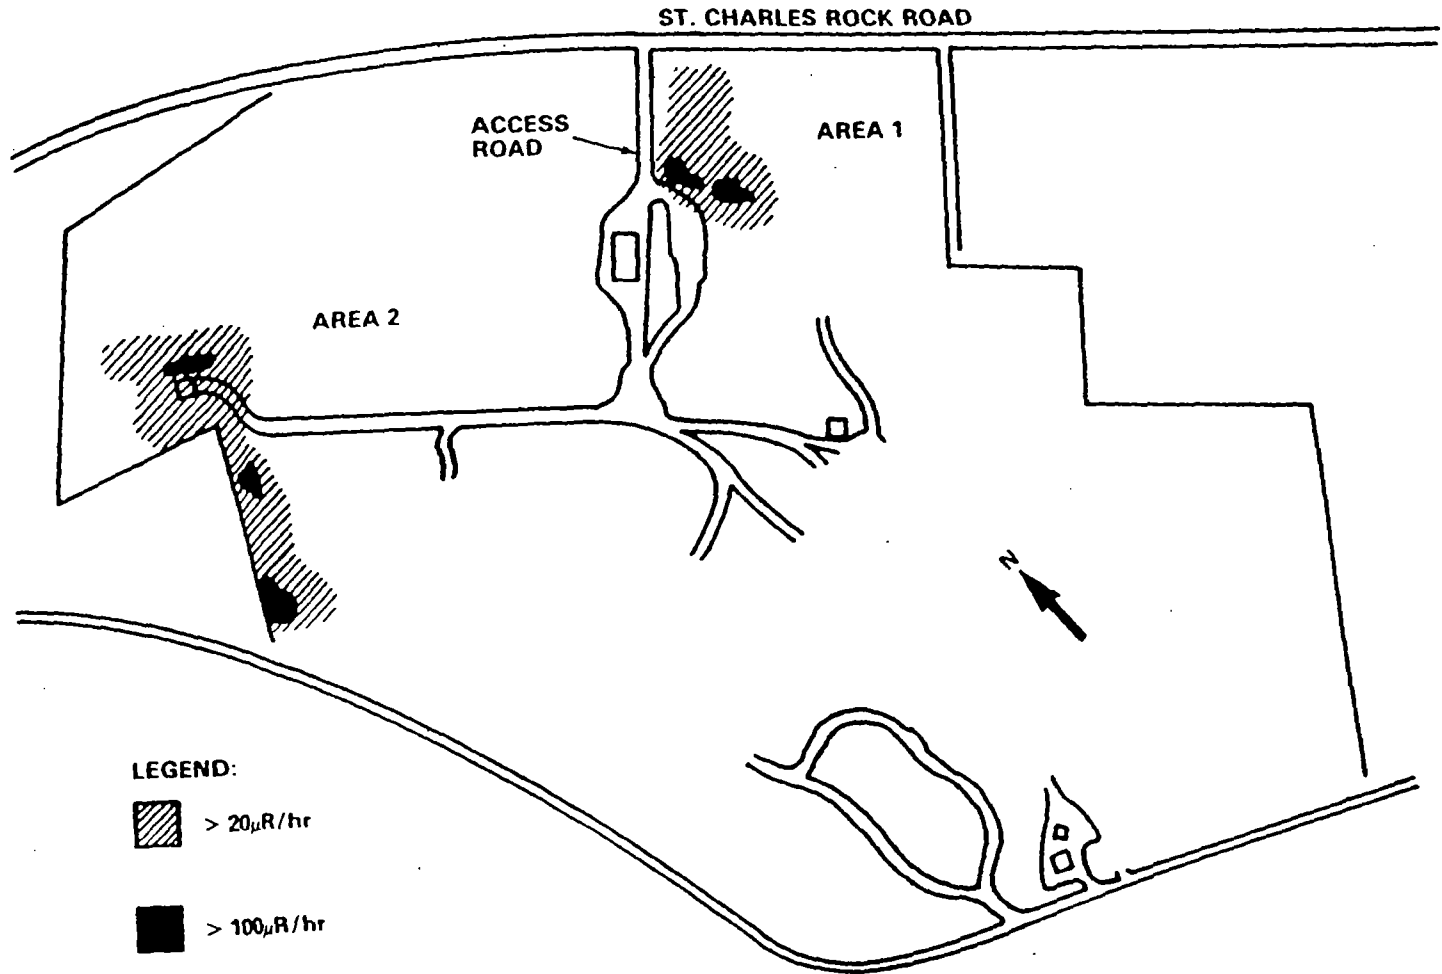 ST. CHARLES ROCK ROAD
ACCESS
ROAD
AREA 1
AREA 2
N
LEGEND:
> 20μR/hr
> 100μR/hr